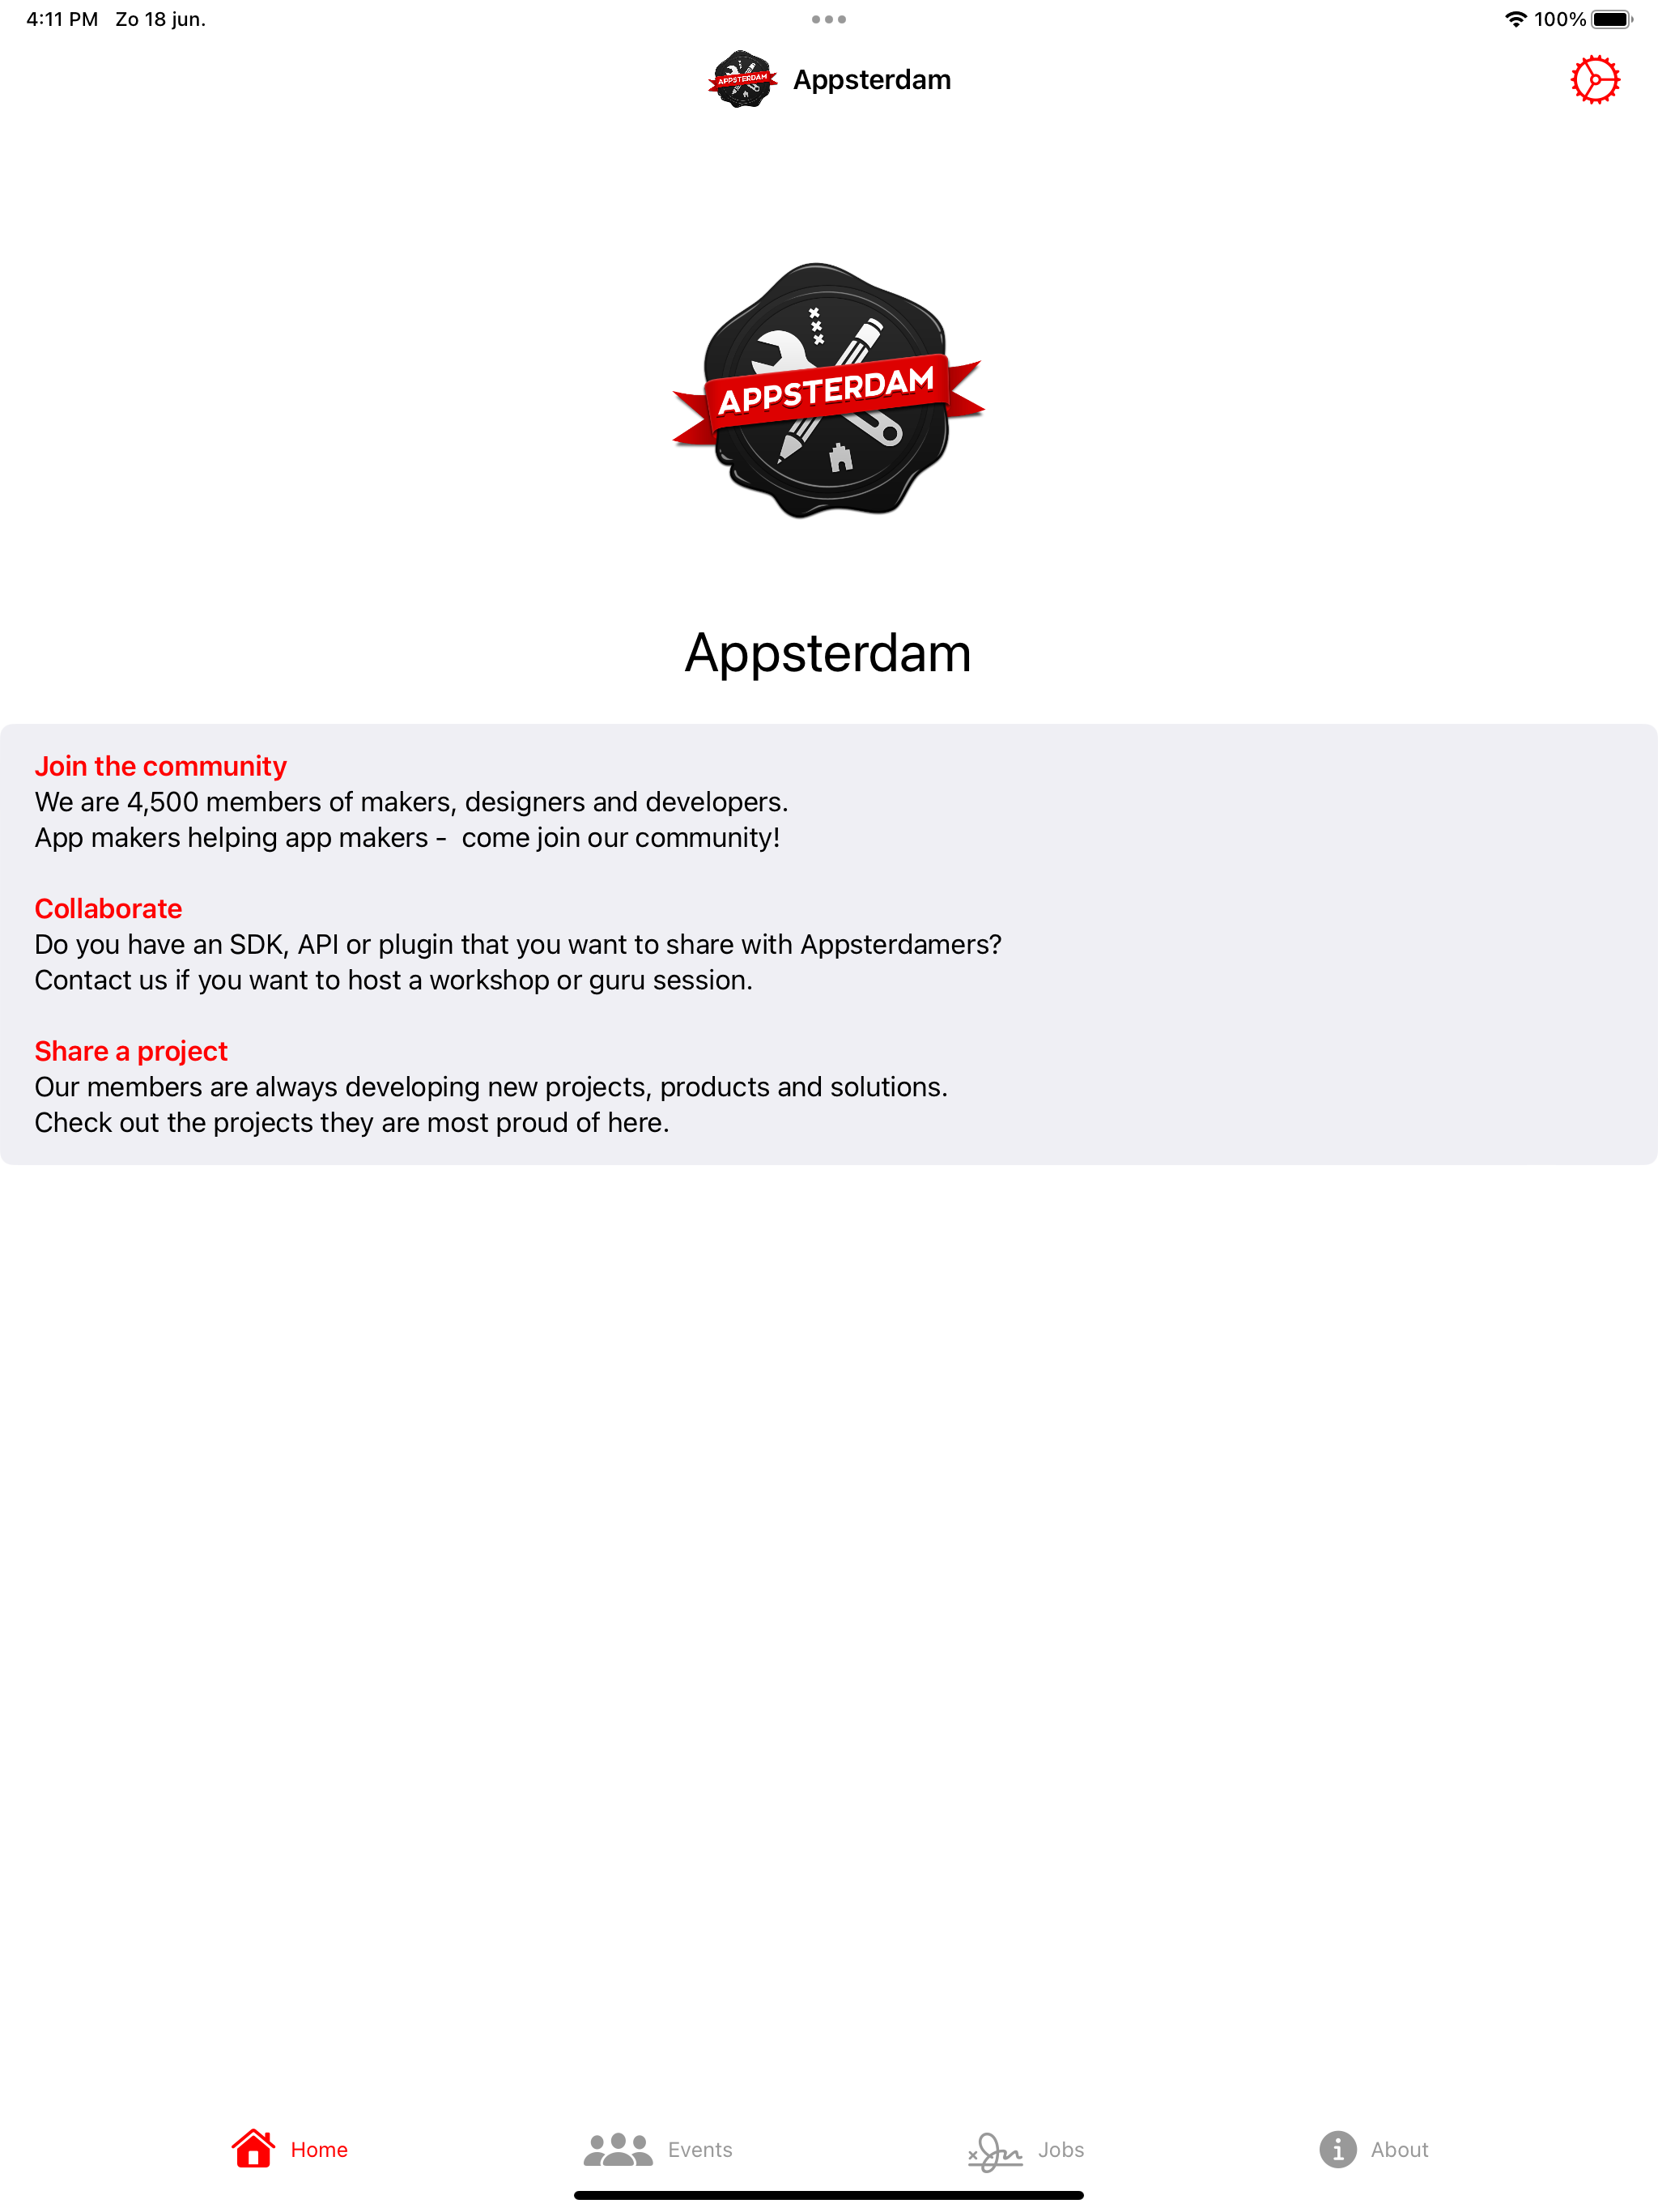 4:11 PM Zo 18 jun.
100%
APPSTERDAM
Appsterdam
APPSTERDAM
Appsterdam
Join the community
We are 4,500 members of makers, designers and developers.
App makers helping app makers -  come join our community!
Collaborate
Do you have an SDK, API or plugin that you want to share with Appsterdamers?
Contact us if you want to host a workshop or guru session.
Share a project
Our members are always developing new projects, products and solutions.
Check out the projects they are most proud of here.
Home
Events
Jobs
About